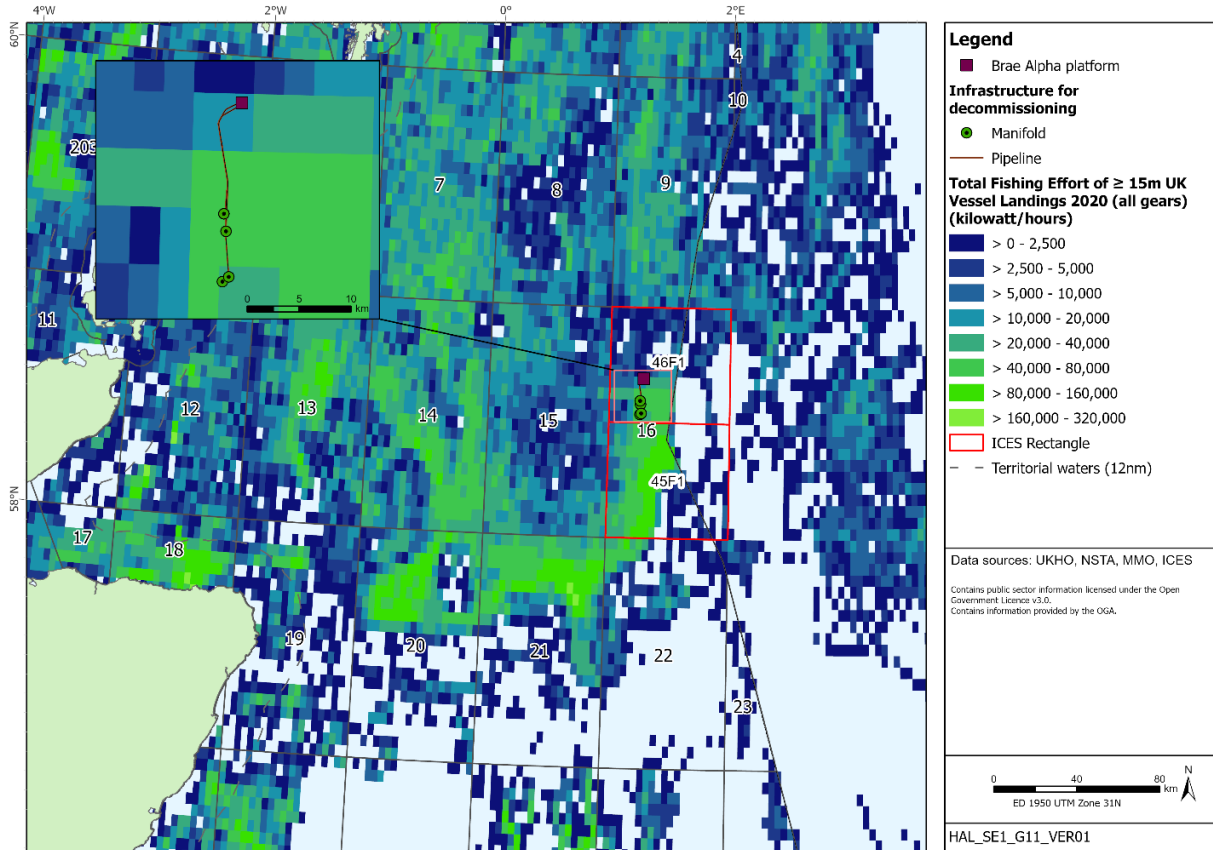 4°W
2°W
0°
2°E
60°N
58°N
4
10
203
7
8
9
11
0
5
10
km
46F1
12
13
14
15
16
45F1
17
18
19
20
21
22
23
Legend
Brae Alpha platform
Infrastructure for
decommissioning
Manifold
Pipeline
Total Fishing Effort of ≥ 15m UK
Vessel Landings 2020 (all gears)
(kilowatt/hours)
> 0 - 2,500
> 2,500 - 5,000
> 5,000 - 10,000
> 10,000 - 20,000
> 20,000 - 40,000
> 40,000 - 80,000
> 80,000 - 160,000
> 160,000 - 320,000
ICES Rectangle
Territorial waters (12nm)
Data sources: UKHO, NSTA, MMO, ICES
Contains public sector information licensed under the Open
Government Licence v3.0.
Contains information provided by the OGA.
0 40 80
km
N
ED 1950 UTM Zone 31N
HAL_SE1_G11_VER01